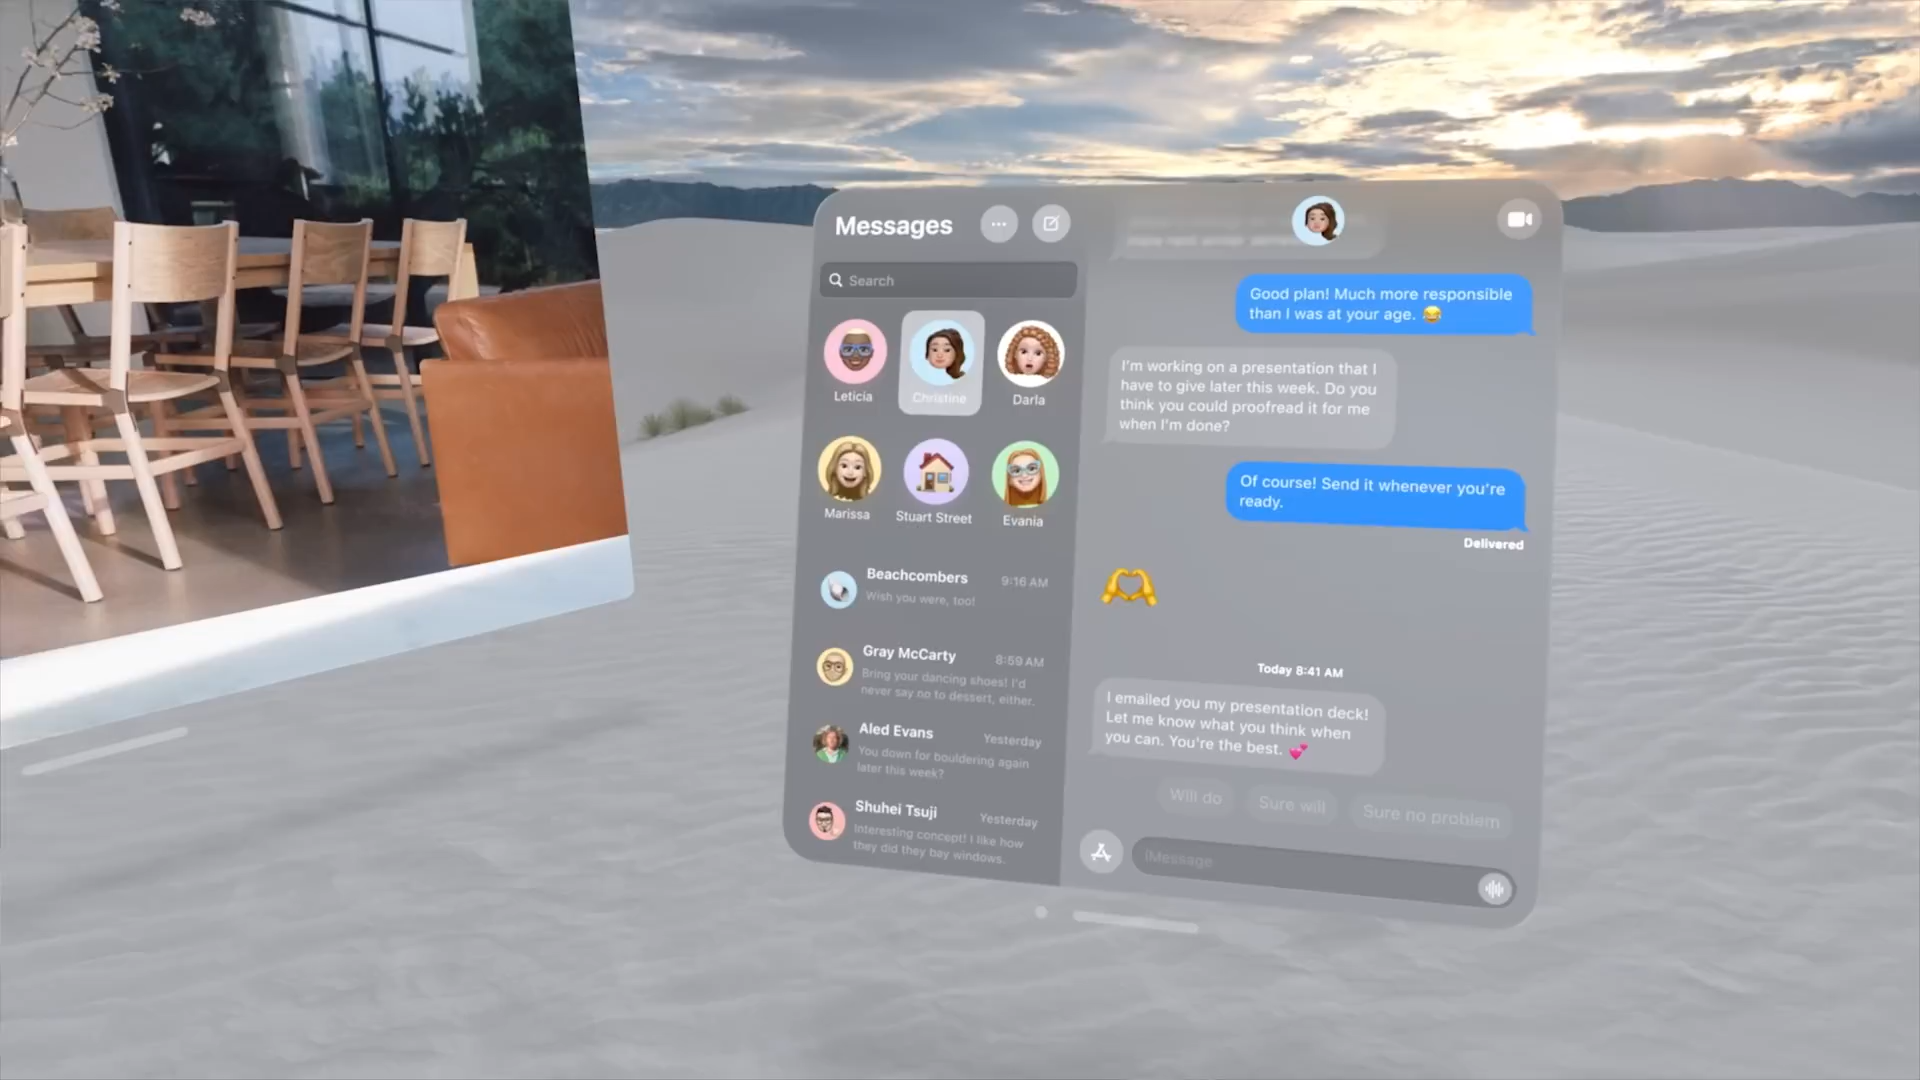 Messages
Search
Leticia
Christine
Darla
Marissa
Stuart Street
Evania
Beachcombers
9:16 AM
Wish you were, too!
Gray McCarty
8:59 AM
Bring your dancing shoes! I'd
never say no to dessert, either.
Aled Evans
Yesterday
You down for bouldering again
later this week?
Shuhei Tsuji
Yesterday
Interesting concept! I like how
they did they bay windows.
Good plan! Much more responsible
than I was at your age. 😂
I'm working on a presentation that I
have to give later this week. Do you
think you could proofread it for me
when I'm done?
Of course! Send it whenever you're
ready.
Delivered
🫶
Today 8:41 AM
I emailed you my presentation deck!
Let me know what you think when
you can. You're the best. 💕
Will do
Sure will
Sure no problem
iMessage